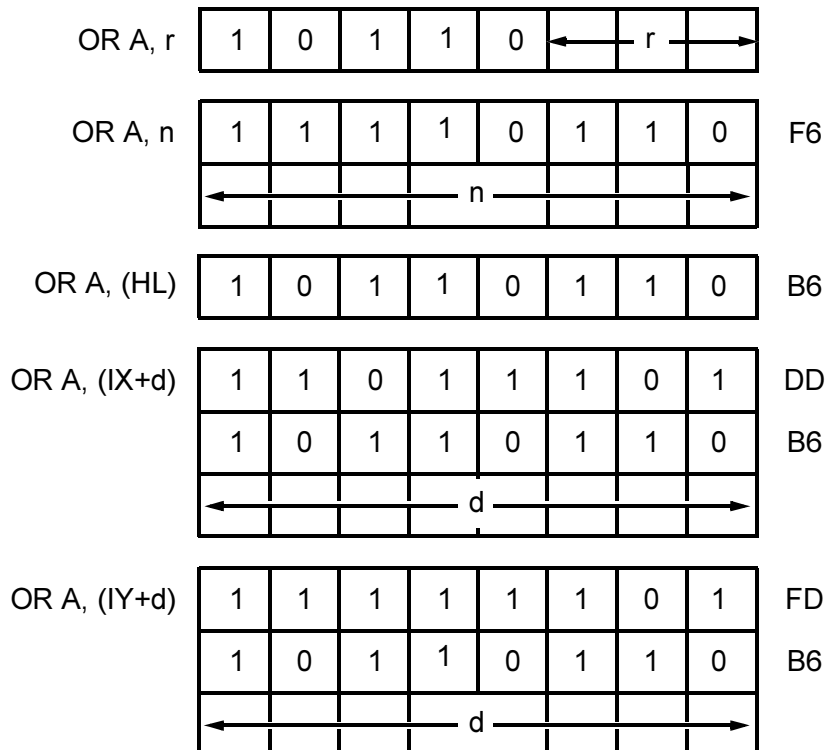 OR A, r 1 0 1 1 0 r
OR A, n 1 1 1 1 0 1 1 0 F6
n
OR A, (HL) 1 0 1 1 0 1 1 0 B6
OR A, (IX+d) 1 1 0 1 1 1 0 1 DD
1 0 1 1 0 1 1 0 B6
d
OR A, (IY+d) 1 1 1 1 1 1 0 1 FD
1 0 1 1 0 1 1 0 B6
d